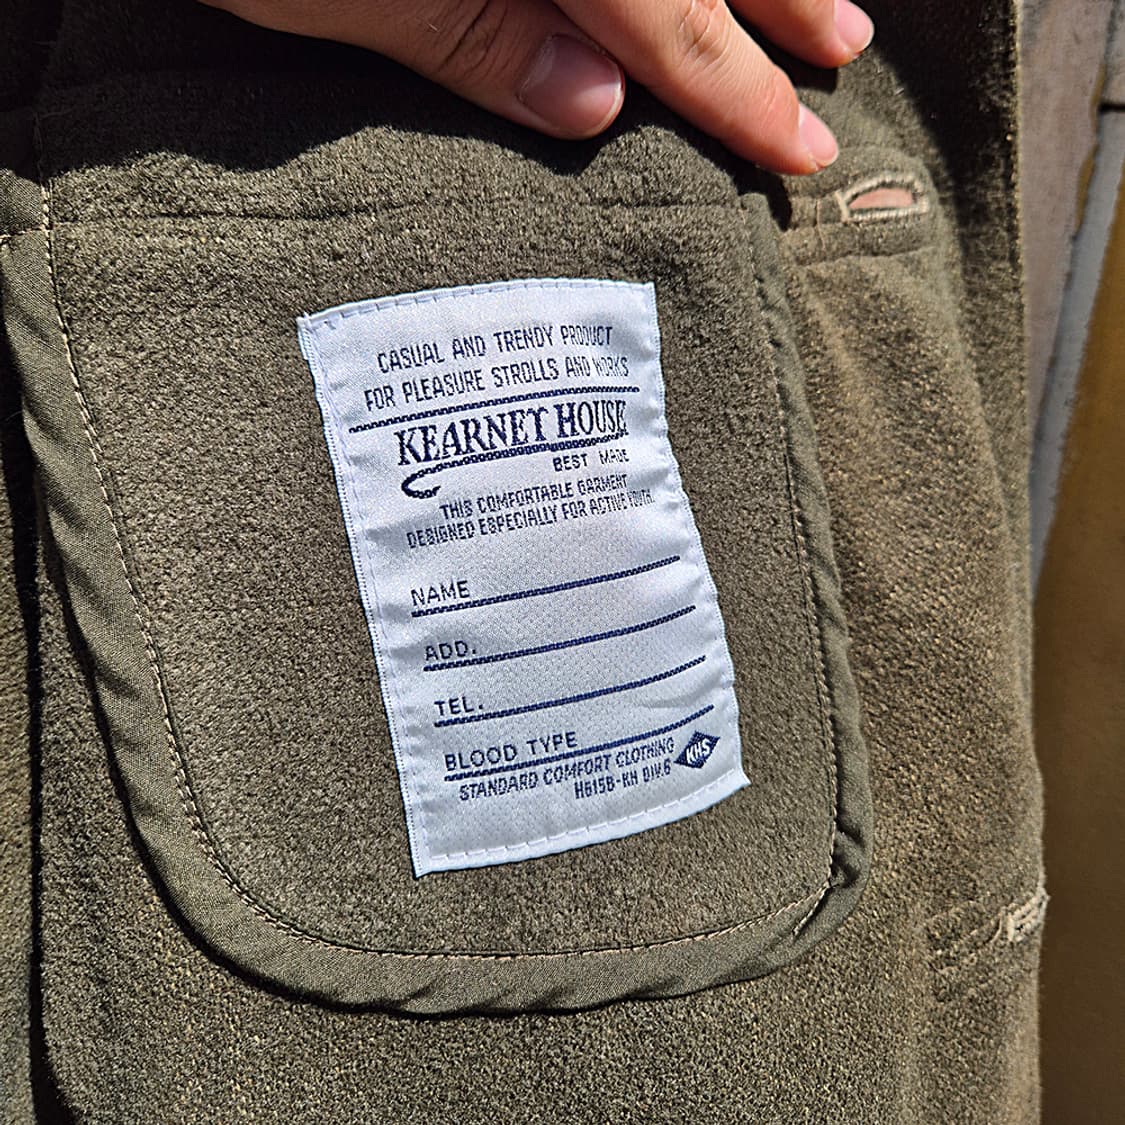 CASUAL AND TRENDY PRODUCT
FOR PLEASURE STROLLS AND WORKS
KEARNEY HOUSE
BEST MADE
THIS COMFORTABLE GARMENT
DESIGNED ESPECIALLY FOR ACTIVE YOUTH.
NAME
ADD.
TEL.
BLOOD TYPE
STANDARD COMFORT CLOTHING
H615B-KH DIV.6
KHS